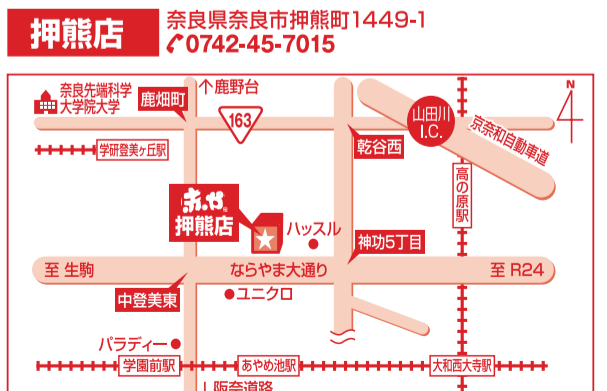 押熊店
奈良県奈良市押熊町1449-1
0742-45-7015
奈良先端科学
大学院大学
鹿畑町
↑鹿野台
163
山田川
I.C.
N
京奈和自動車道
学研登美ヶ丘駅
乾谷西
高の原駅
押熊店
ハッスル
神功5丁目
至 生駒
ならやま大通り
至 R24
中登美東
ユニクロ
パラディー
学園前駅
あやめ池駅
大和西大寺駅
阪奈道路